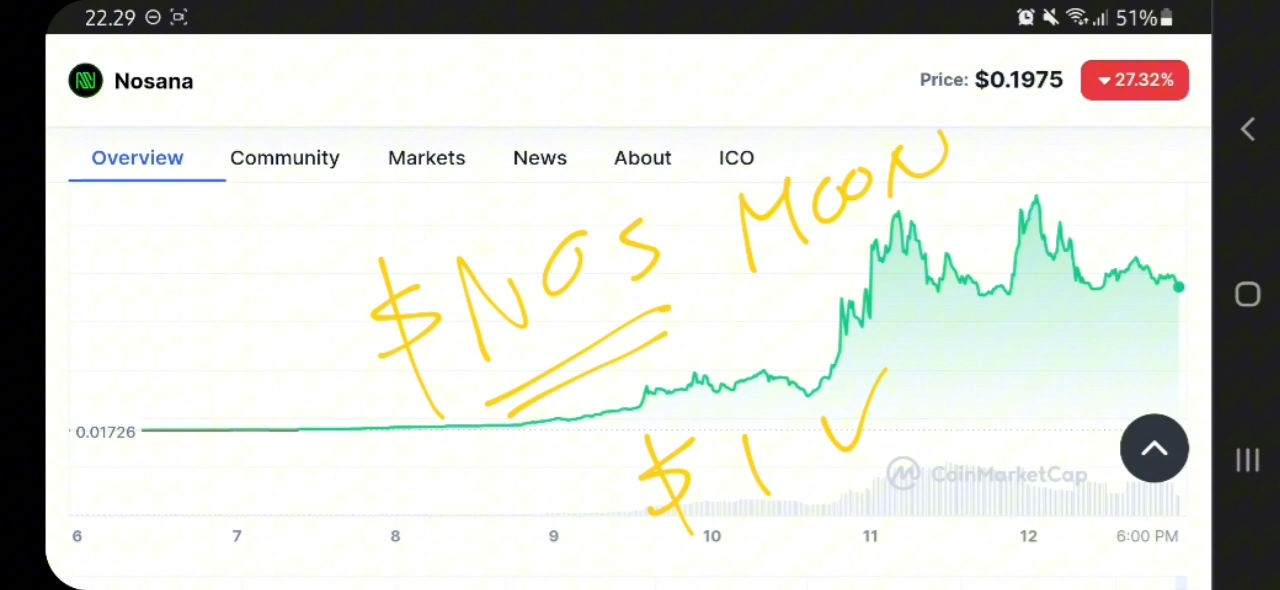 22.29 51%
Nosana Price: $0.1975 27.32%
Overview Community Markets News About ICO
$NOS MOON
0.01726
$1
CoinMarketCap
6 7 8 9 10 11 12 6:00 PM